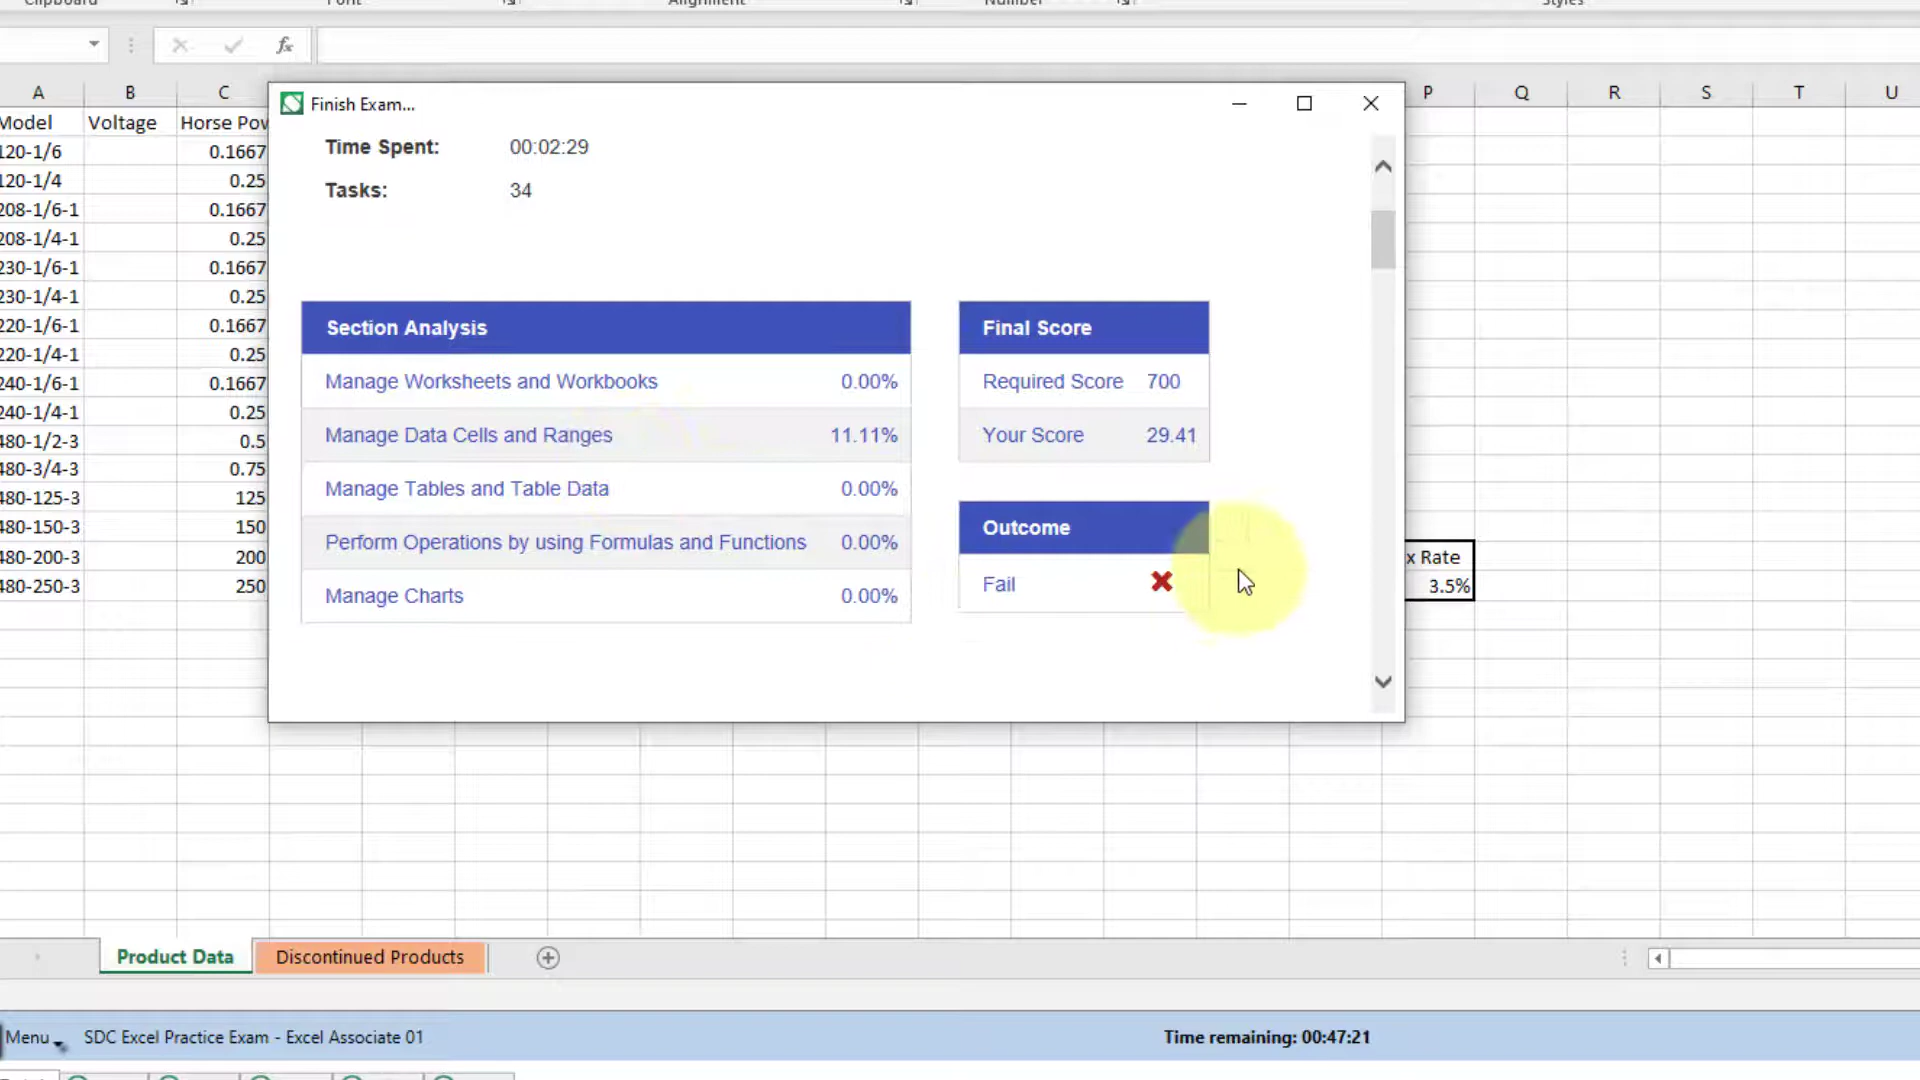 Clipboard Font Alignment Number Styles
fx
A B C P Q R S T U
Model Voltage Horse Pow
120-1/6 0.1667
120-1/4 0.25
208-1/6-1 0.1667
208-1/4-1 0.25
230-1/6-1 0.1667
230-1/4-1 0.25
220-1/6-1 0.1667
220-1/4-1 0.25
240-1/6-1 0.1667
240-1/4-1 0.25
480-1/2-3 0.5
480-3/4-3 0.75
480-125-3 125
480-150-3 150
480-200-3 200
480-250-3 250
Finish Exam...
Time Spent: 00:02:29
Tasks: 34
Section Analysis
Manage Worksheets and Workbooks 0.00%
Manage Data Cells and Ranges 11.11%
Manage Tables and Table Data 0.00%
Perform Operations by using Formulas and Functions 0.00%
Manage Charts 0.00%
Final Score
Required Score 700
Your Score 29.41
Outcome
Fail
x Rate
3.5%
Product Data Discontinued Products
Menu SDC Excel Practice Exam - Excel Associate 01 Time remaining: 00:47:21